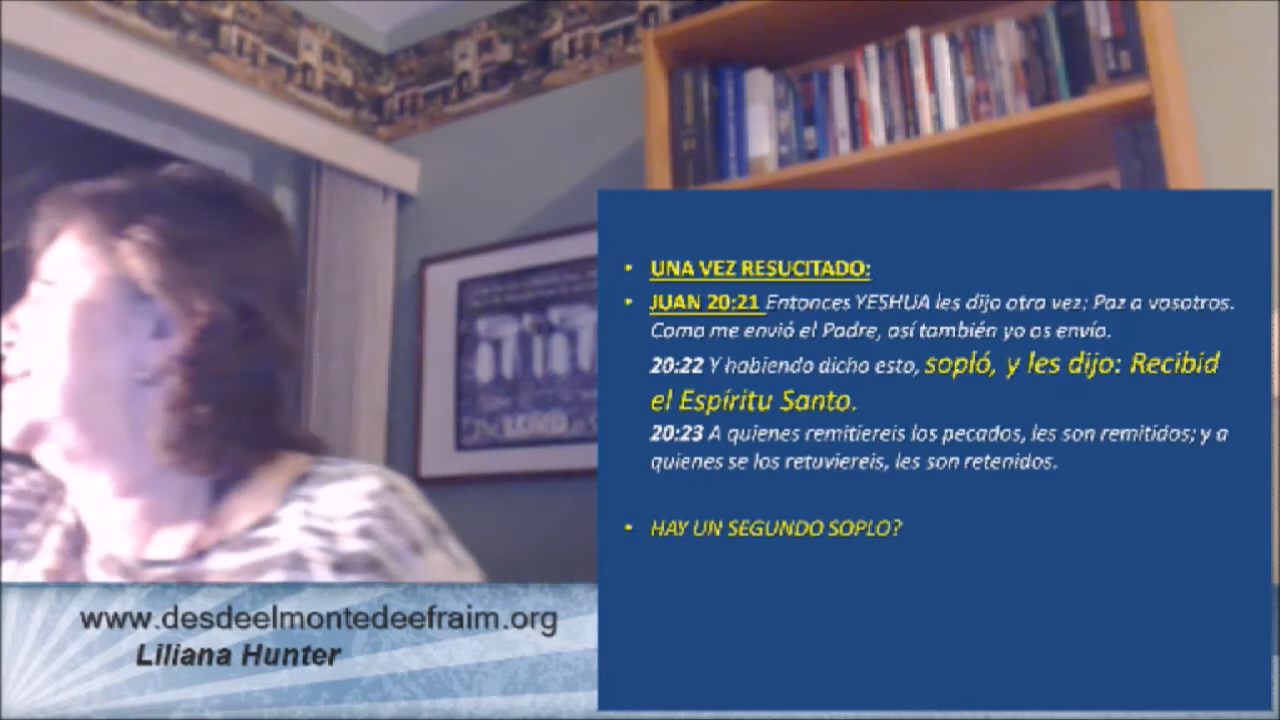 • UNA VEZ RESUCITADO:
• JUAN 20:21 Entonces YESHUA les dijo otra vez: Paz a vosotros.
Como me envió el Padre, así también yo os envío.
20:22 Y habiendo dicho esto, sopló, y les dijo: Recibid
el Espíritu Santo.
20:23 A quienes remitiereis los pecados, les son remitidos; y a
quienes se los retuviereis, les son retenidos.
• HAY UN SEGUNDO SOPLO?
www.desdeelmontedeefraim.org
Liliana Hunter